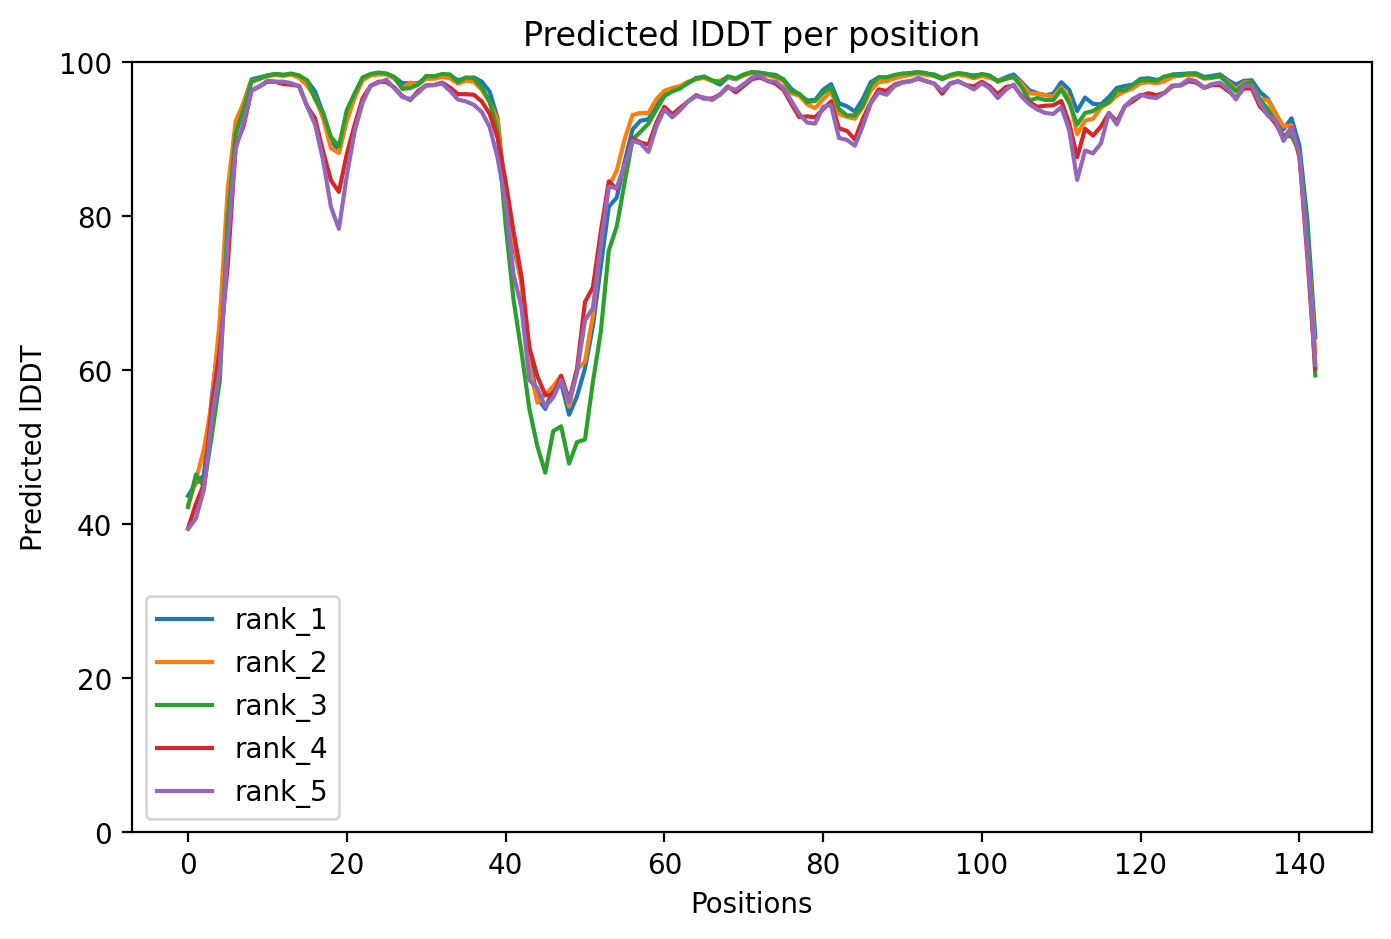 Predicted lDDT per position
100
80
60
40
20
0
Predicted lDDT
rank_1
rank_2
rank_3
rank_4
rank_5
0 20 40 60 80 100 120 140
Positions